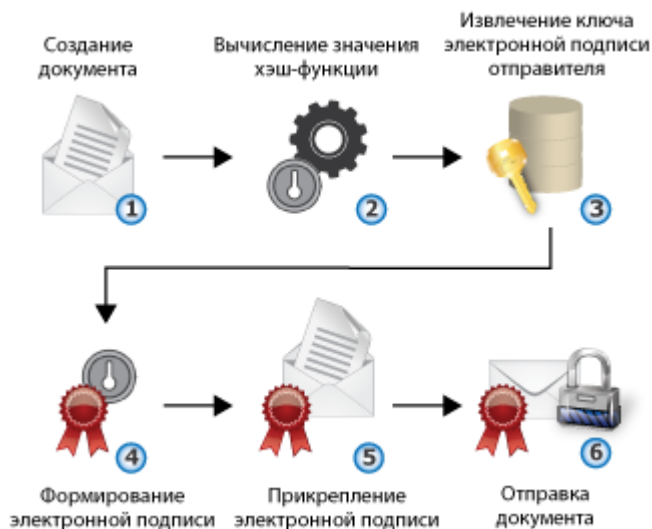 Создание
документа
Вычисление значения
хэш-функции
Извлечение ключа
электронной подписи
отправителя
1
2
3
4
5
6
Формирование
электронной подписи
Прикрепление
электронной подписи
Отправка
документа